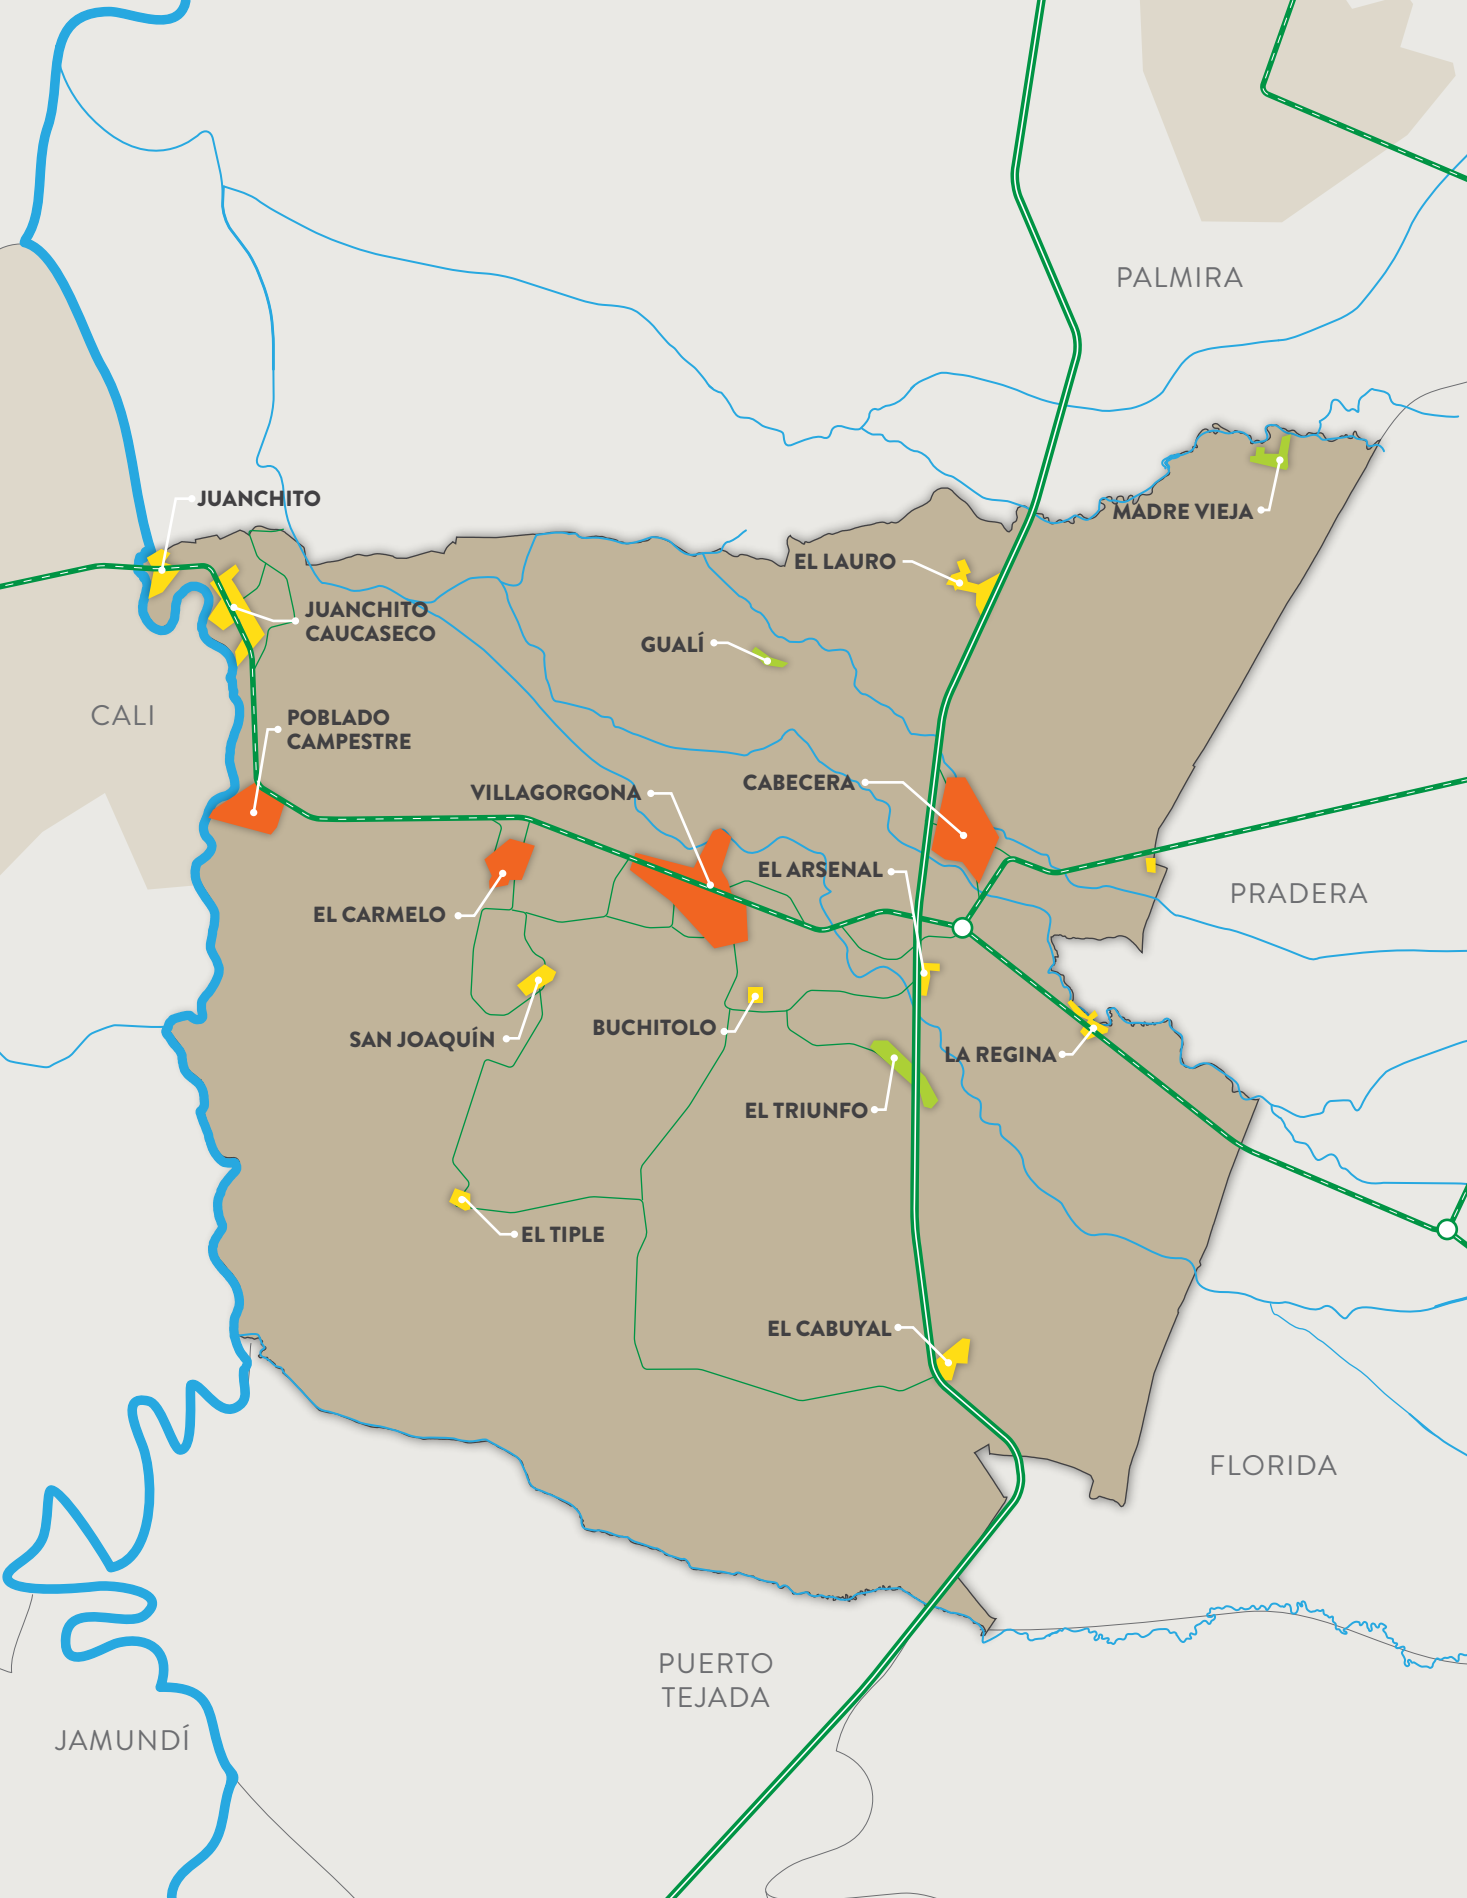 PALMIRA
JUANCHITO
MADRE VIEJA
EL LAURO
JUANCHITO
CAUCASECO
GUALÍ
CALI
POBLADO
CAMPESTRE
VILLAGORGONA
CABECERA
EL ARSENAL
PRADERA
EL CARMELO
SAN JOAQUÍN
BUCHITOLO
LA REGINA
EL TRIUNFO
EL TIPLE
EL CABUYAL
FLORIDA
PUERTO
TEJADA
JAMUNDÍ